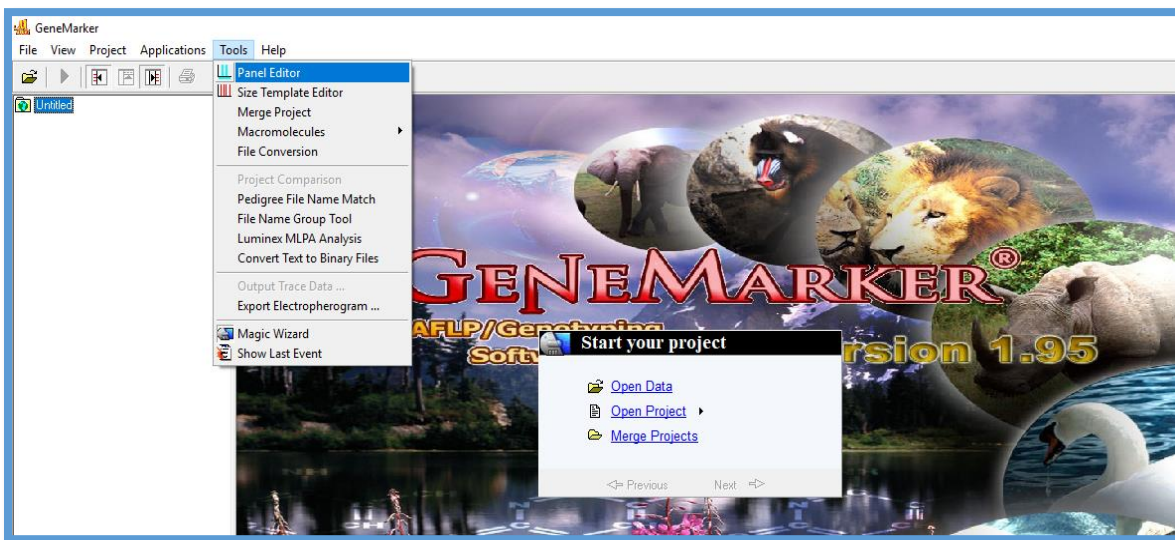 GeneMarker
File View Project Applications Tools Help
Untitled
Panel Editor
Size Template Editor
Merge Project
Macromolecules
File Conversion
Project Comparison
Pedigree File Name Match
File Name Group Tool
Luminex MLPA Analysis
Convert Text to Binary Files
Output Trace Data ...
Export Electropherogram ...
Magic Wizard
Show Last Event
GENEMARKER®
AFLP/Genotyping
Start your project
Open Data
Open Project
Merge Projects
Previous Next
1.95